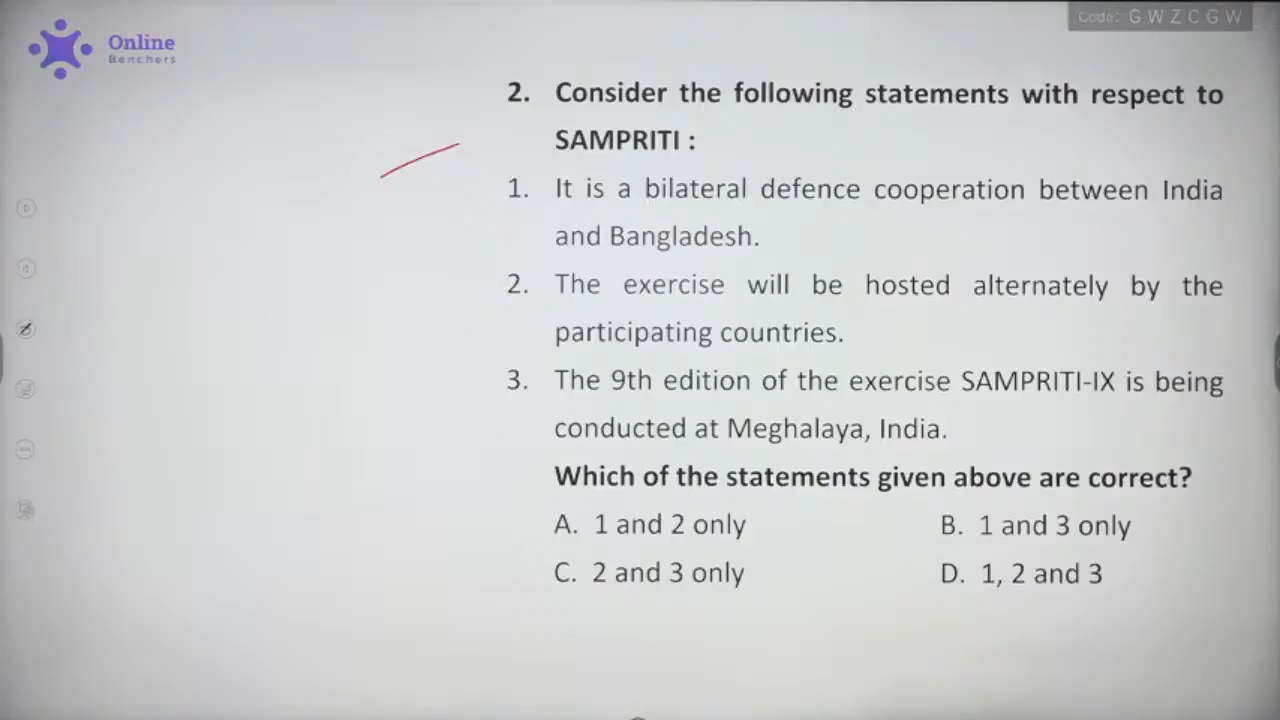 Code: G W Z C G W
Online
Benchers
2. Consider the following statements with respect to
SAMPRITI :
1. It is a bilateral defence cooperation between India
and Bangladesh.
2. The exercise will be hosted alternately by the
participating countries.
3. The 9th edition of the exercise SAMPRITI-IX is being
conducted at Meghalaya, India.
Which of the statements given above are correct?
A. 1 and 2 only B. 1 and 3 only
C. 2 and 3 only D. 1, 2 and 3